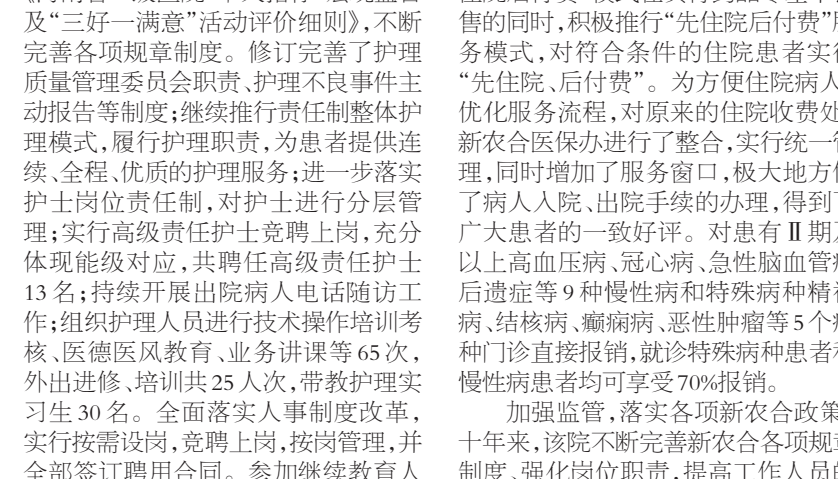 及“三好一满意”活动评价细则》,不断
完善各项规章制度。修订完善了护理
质量管理委员会职责、护理不良事件主
动报告等制度;继续推行责任制整体护
理模式,履行护理职责,为患者提供连
续、全程、优质的护理服务;进一步落实
护士岗位责任制,对护士进行分层管
理;实行高级责任护士竞聘上岗,充分
体现能级对应,共聘任高级责任护士
13名;持续开展出院病人电话随访工
作;组织护理人员进行技术操作培训考
核、医德医风教育、业务讲课等65次,
外出进修、培训共25人次,带教护理实
习生30名。全面落实人事制度改革,
实行按需设岗,竞聘上岗,按岗管理,并
全部签订聘用合同。参加继续教育人
售的同时,积极推行“先住院后付费”服
务模式,对符合条件的住院患者实行
“先住院、后付费”。为方便住院病人
优化服务流程,对原来的住院收费处
新农合医保办进行了整合,实行统一管
理,同时增加了服务窗口,极大地方便
了病人入院、出院手续的办理,得到了
广大患者的一致好评。对患有Ⅱ期及
以上高血压病、冠心病、急性脑血管病
后遗症等9种慢性病和特殊病种精神
病、结核病、癫痫病、恶性肿瘤等5个病
种门诊直接报销,就诊特殊病种患者和
慢性病患者均可享受70%报销。
加强监管,落实各项新农合政策
十年来,该院不断完善新农合各项规章
制度、强化岗位职责,提高工作人员的